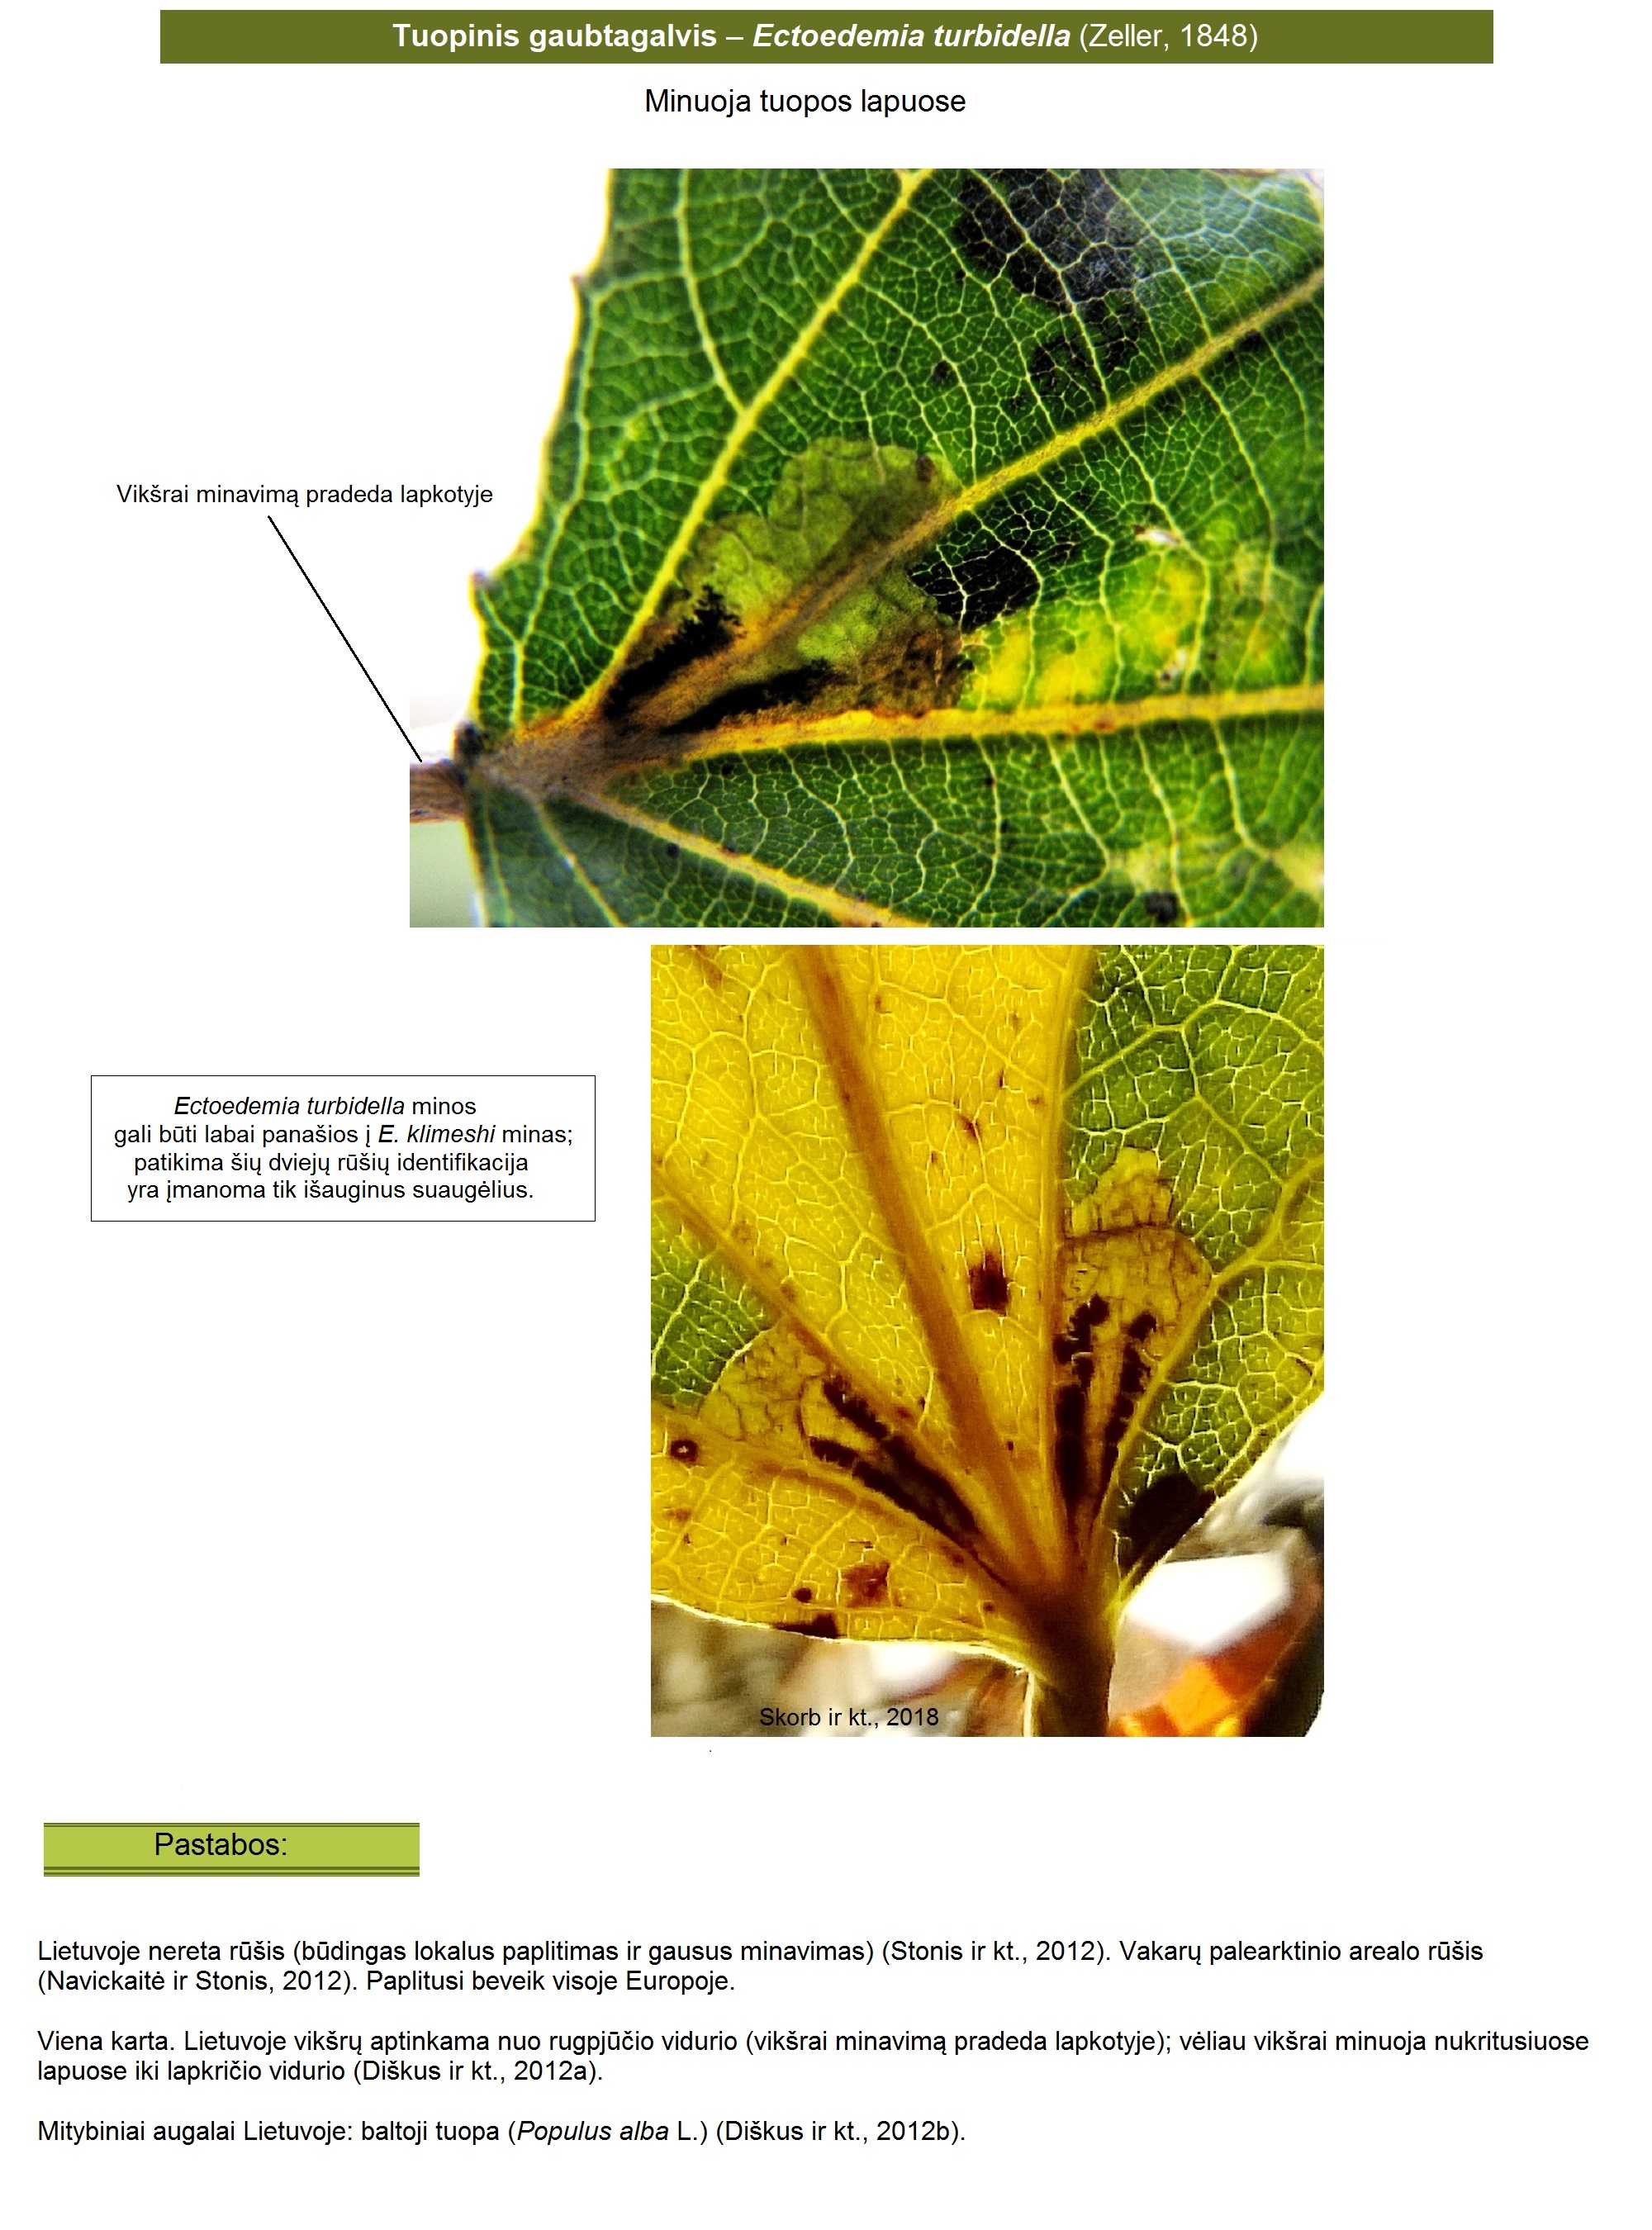 Tuopinis gaubtagalvis – Ectoedemia turbidella (Zeller, 1848)
Minuoja tuopos lapuose
Vikšrai minavimą pradeda lapkotyje
Ectoedemia turbidella minos
gali būti labai panašios į E. klimeshi minas;
patikima šių dviejų rūšių identifikacija
yra įmanoma tik išauginus suaugėlius.
Skorb ir kt., 2018
Pastabos:
Lietuvoje nereta rūšis (būdingas lokalus paplitimas ir gausus minavimas) (Stonis ir kt., 2012). Vakarų palearktinio arealo rūšis
(Navickaitė ir Stonis, 2012). Paplitusi beveik visoje Europoje.
Viena karta. Lietuvoje vikšrų aptinkama nuo rugpjūčio vidurio (vikšrai minavimą pradeda lapkotyje); vėliau vikšrai minuoja nukritusiuose
lapuose iki lapkričio vidurio (Diškus ir kt., 2012a).
Mitybiniai augalai Lietuvoje: baltoji tuopa (Populus alba L.) (Diškus ir kt., 2012b).